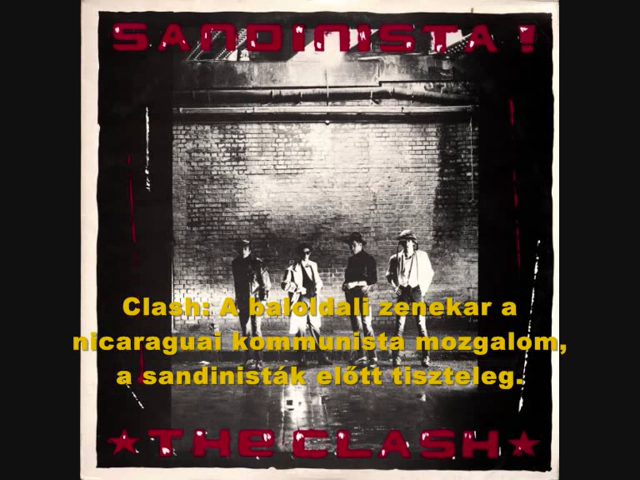 SANDINISTA!
Clash: A baloldali zenekar a
nicaraguai kommunista mozgalom,
a sandinisták előtt tiszteleg.
★THE CLASH★